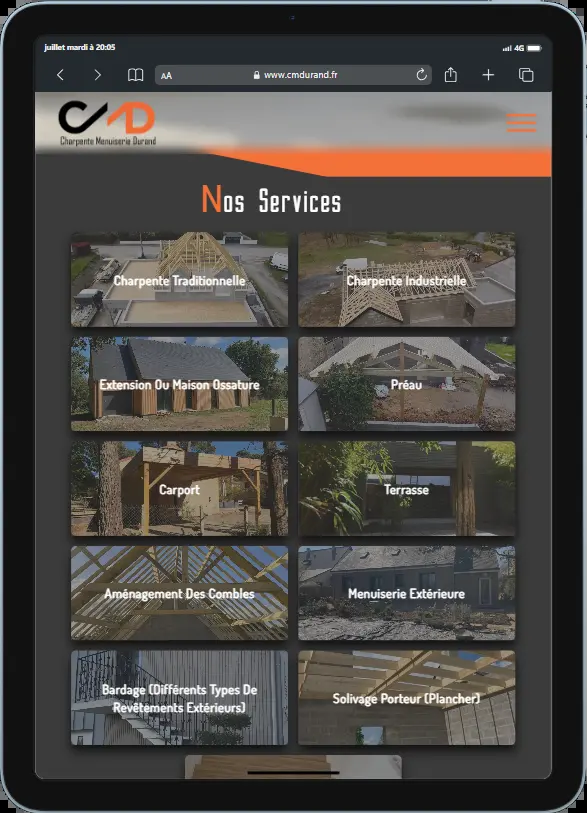 juillet mardi à 20:05
4G
AA
www.cmdurand.fr
CMD
Charpente Menuiserie Durand
Nos Services
Charpente Traditionnelle
Charpente Industrielle
Extension Ou Maison Ossature
Préau
Carport
Terrasse
Aménagement Des Combles
Menuiserie Extérieure
Bardage (Différents Types De
Revêtements Extérieurs)
Solivage Porteur (Plancher)